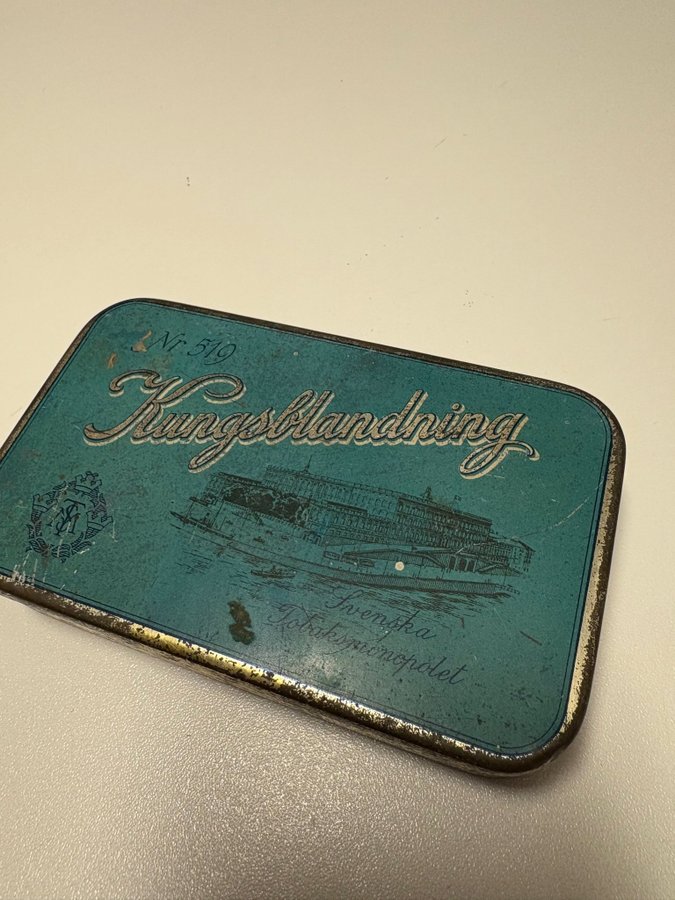 Nr 519
Kungsblandning
Svenska
Tobaksmonopolet